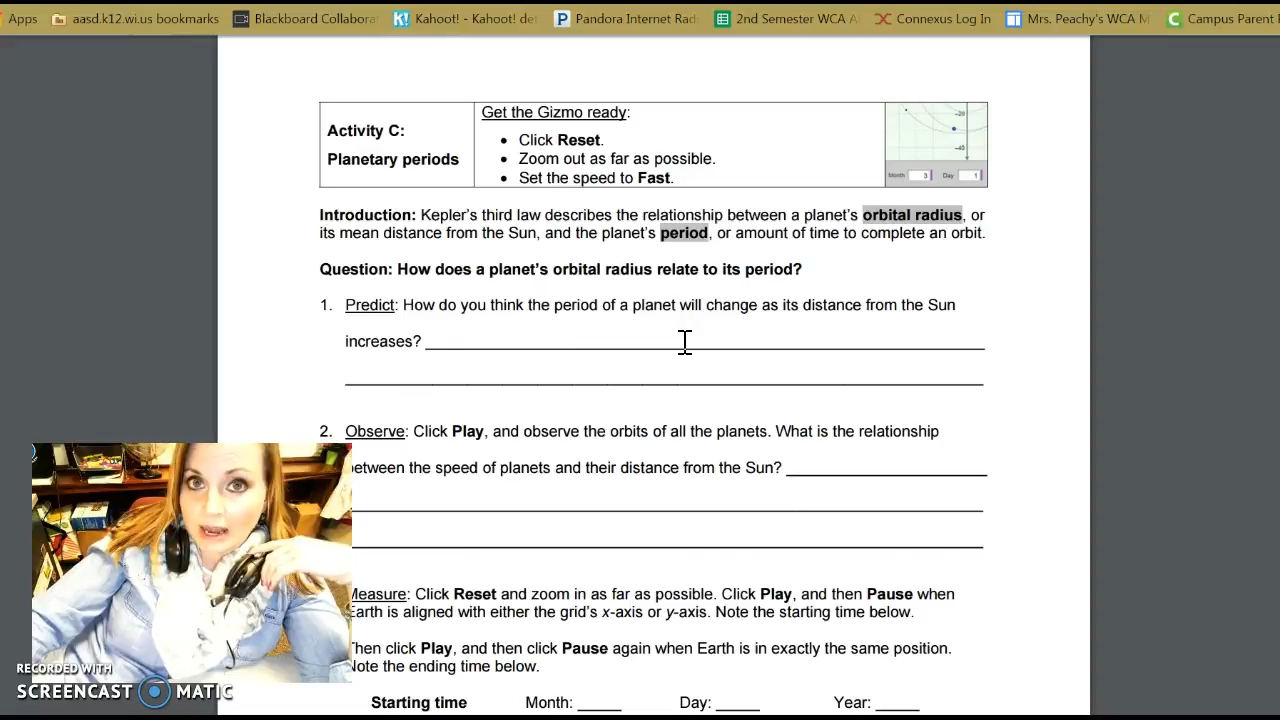 Apps aasd.k12.wi.us bookmarks Blackboard Collabora Kahoot! - Kahoot! de Pandora Internet Rad 2nd Semester WCA A Connexus Log In Mrs. Peachy's WCA M Campus Parent
Activity C:
Planetary periods
Get the Gizmo ready:
• Click Reset.
• Zoom out as far as possible.
• Set the speed to Fast.
-20
-40
Month 3 Day 1
Introduction: Kepler's third law describes the relationship between a planet's orbital radius, or
its mean distance from the Sun, and the planet's period, or amount of time to complete an orbit.
Question: How does a planet's orbital radius relate to its period?
1. Predict: How do you think the period of a planet will change as its distance from the Sun
increases?
2. Observe: Click Play, and observe the orbits of all the planets. What is the relationship
between the speed of planets and their distance from the Sun?
Measure: Click Reset and zoom in as far as possible. Click Play, and then Pause when
Earth is aligned with either the grid's x-axis or y-axis. Note the starting time below.
Then click Play, and then click Pause again when Earth is in exactly the same position.
Note the ending time below.
Starting time Month: Day: Year:
RECORDED WITH
SCREENCAST MATIC